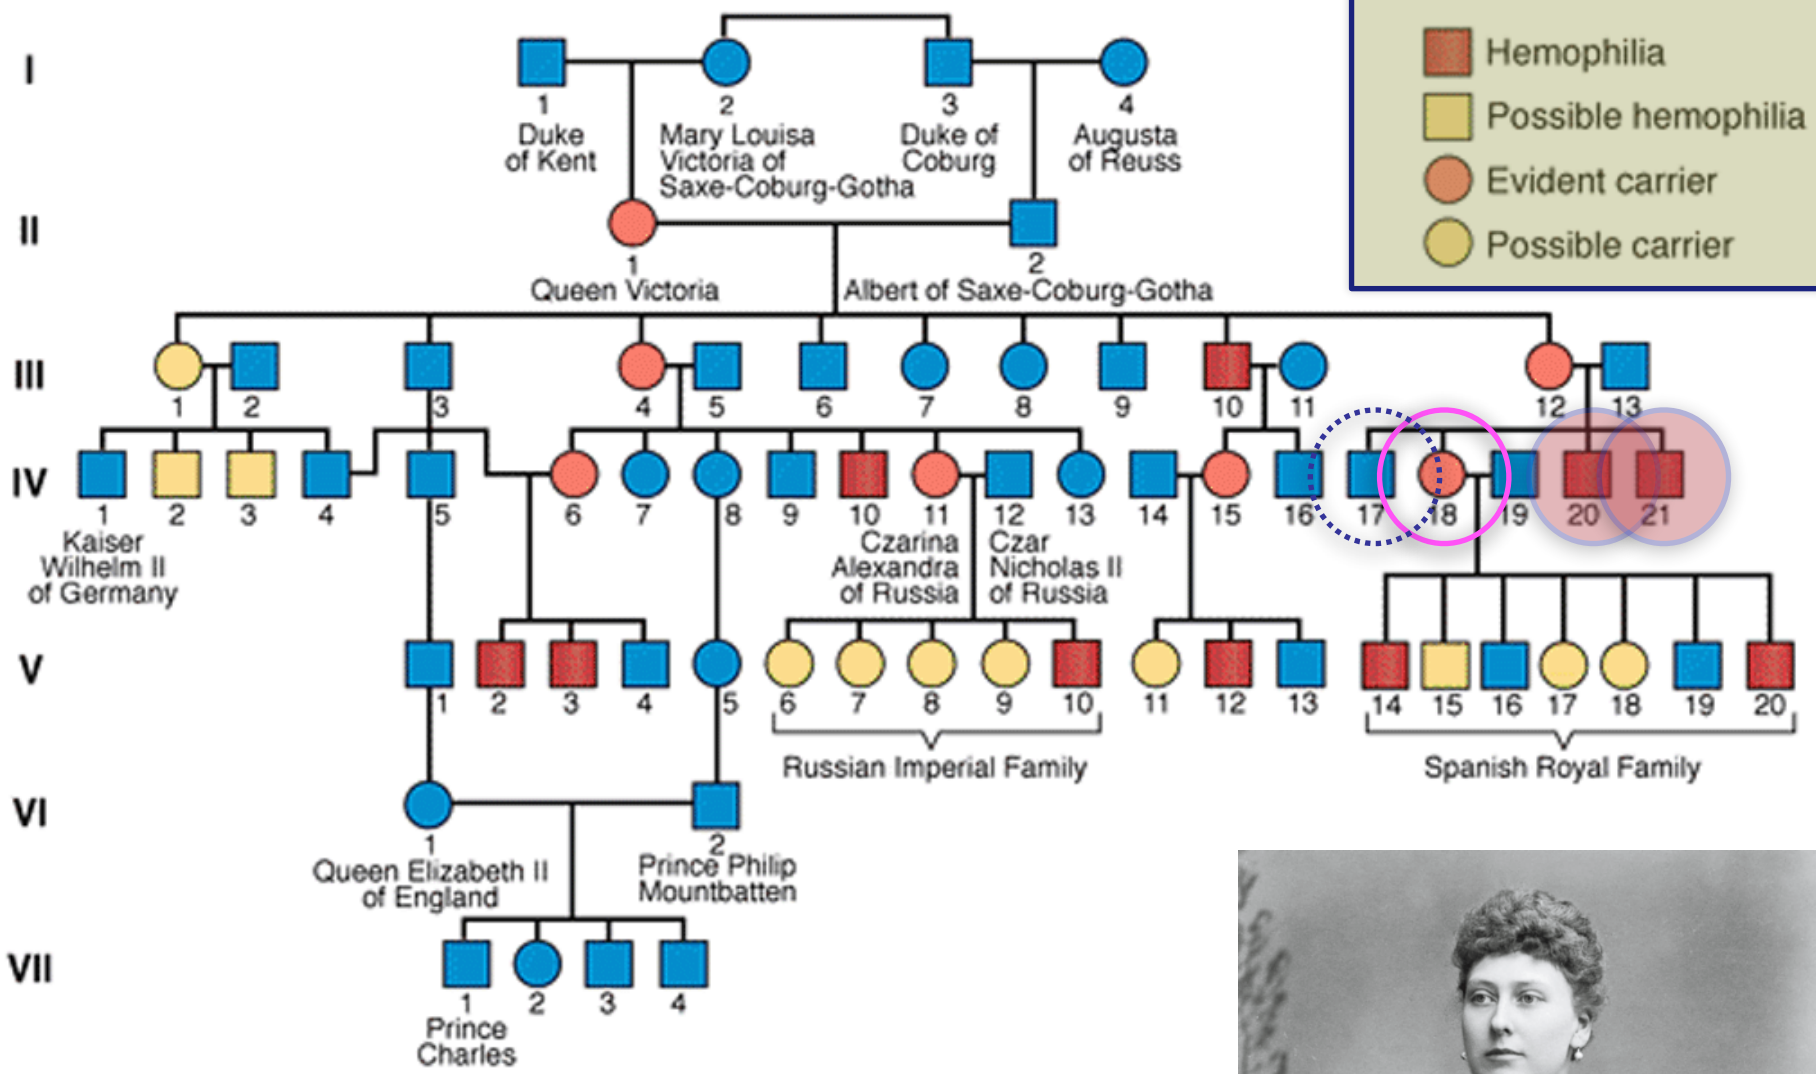 Hemophilia
Possible hemophilia
Evident carrier
Possible carrier
I
1 2 3 4
Duke of Kent
Mary Louisa Victoria of Saxe-Coburg-Gotha
Duke of Coburg
Augusta of Reuss
II
1 2
Queen Victoria
Albert of Saxe-Coburg-Gotha
III
1 2 3 4 5 6 7 8 9 10 11 12 13
IV
1 2 3 4 5 6 7 8 9 10 11 12 13 14 15 16 17 18 19 20 21
Kaiser Wilhelm II of Germany
Czarina Alexandra of Russia
Czar Nicholas II of Russia
V
1 2 3 4 5 6 7 8 9 10 11 12 13 14 15 16 17 18 19 20
Russian Imperial Family
Spanish Royal Family
VI
1 2
Queen Elizabeth II of England
Prince Philip Mountbatten
VII
1 2 3 4
Prince Charles